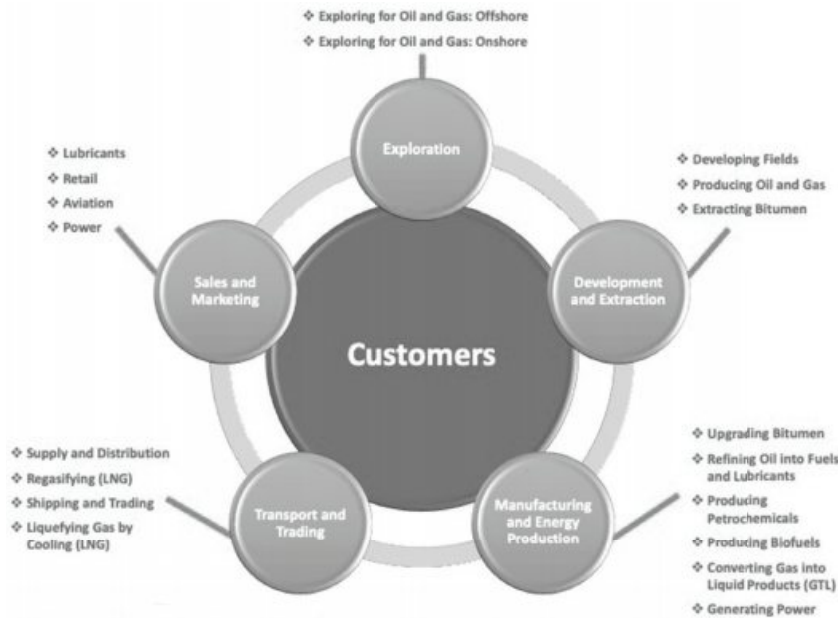 ❖ Exploring for Oil and Gas: Offshore
❖ Exploring for Oil and Gas: Onshore
Exploration
❖ Developing Fields
❖ Producing Oil and Gas
❖ Extracting Bitumen
Development
and Extraction
❖ Upgrading Bitumen
❖ Refining Oil into Fuels
and Lubricants
❖ Producing
Petrochemicals
❖ Producing Biofuels
❖ Converting Gas into
Liquid Products (GTL)
❖ Generating Power
Manufacturing
and Energy
Production
❖ Supply and Distribution
❖ Regasifying (LNG)
❖ Shipping and Trading
❖ Liquefying Gas by
Cooling (LNG)
Transport and
Trading
❖ Lubricants
❖ Retail
❖ Aviation
❖ Power
Sales and
Marketing
Customers